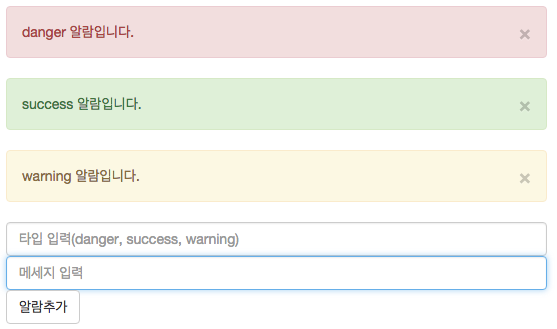 danger 알람입니다.
×
success 알람입니다.
×
warning 알람입니다.
×
타입 입력(danger, success, warning)
메세지 입력
알람추가